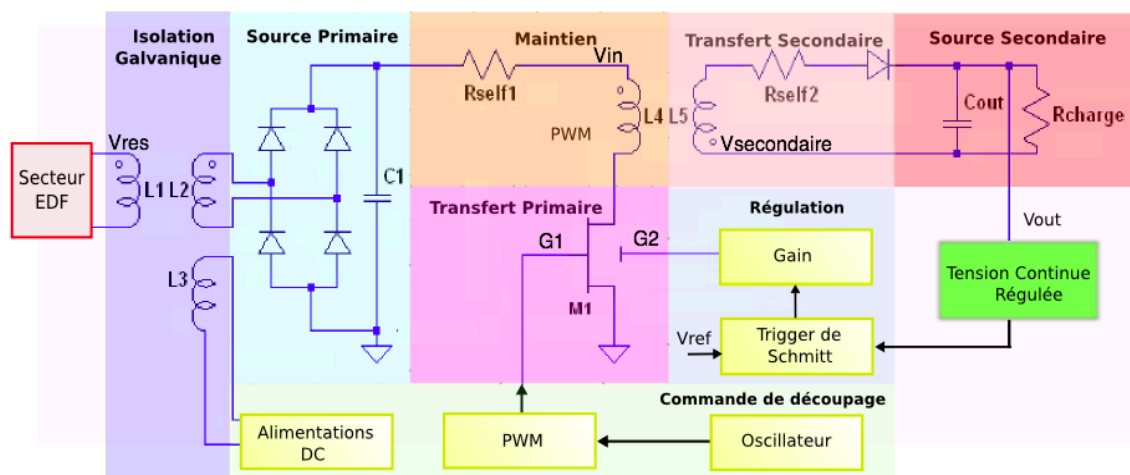 Isolation
Galvanique
Source Primaire
Maintien
Transfert Secondaire
Source Secondaire
Vin
Rself1
Rself2
Cout
Rcharge
L4
L5
PWM
Vsecondaire
Vres
Secteur
EDF
L1
L2
C1
Transfert Primaire
Régulation
G1
G2
Gain
Vout
Tension Continue
Régulée
L3
M1
Vref
Trigger de
Schmitt
Commande de découpage
Alimentations
DC
PWM
Oscillateur